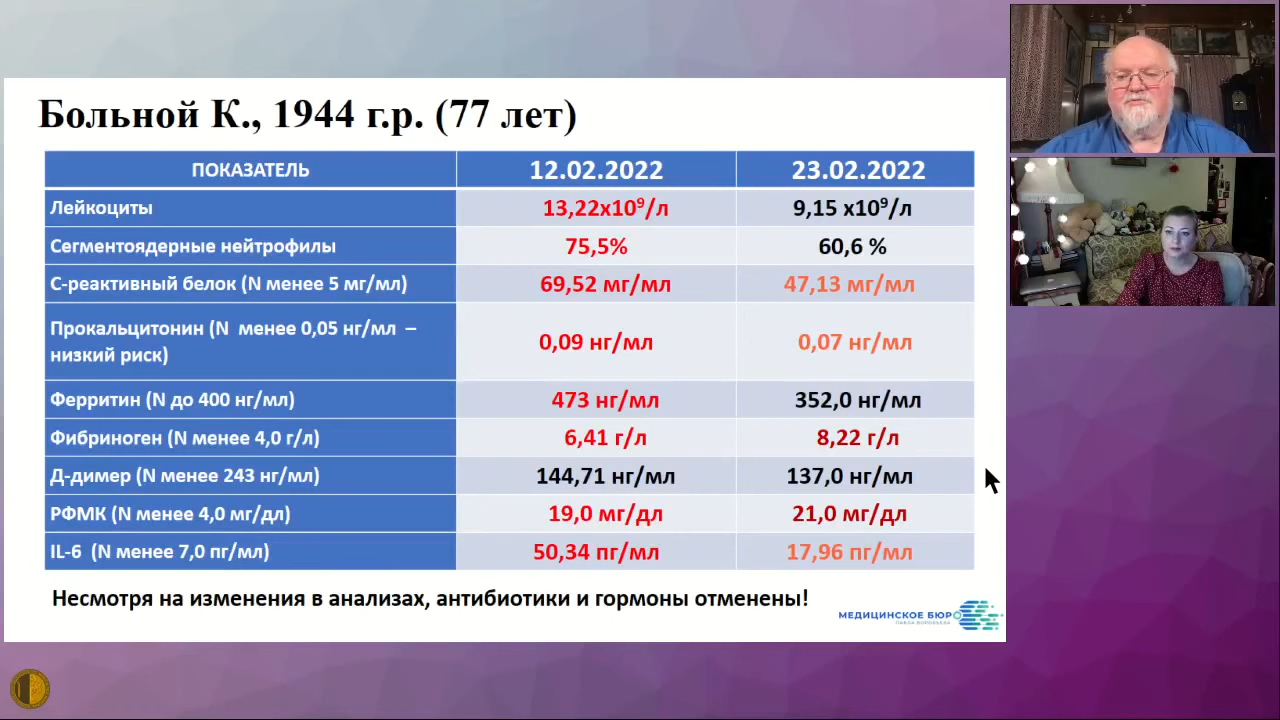 Больной К., 1944 г.р. (77 лет)
ПОКАЗАТЕЛЬ 12.02.2022 23.02.2022
Лейкоциты 13,22х10⁹/л 9,15 х10⁹/л
Сегментоядерные нейтрофилы 75,5% 60,6 %
С-реактивный белок (N менее 5 мг/мл) 69,52 мг/мл 47,13 мг/мл
Прокальцитонин (N менее 0,05 нг/мл –
низкий риск) 0,09 нг/мл 0,07 нг/мл
Ферритин (N до 400 нг/мл) 473 нг/мл 352,0 нг/мл
Фибриноген (N менее 4,0 г/л) 6,41 г/л 8,22 г/л
Д-димер (N менее 243 нг/мл) 144,71 нг/мл 137,0 нг/мл
РФМК (N менее 4,0 мг/дл) 19,0 мг/дл 21,0 мг/дл
IL-6 (N менее 7,0 пг/мл) 50,34 пг/мл 17,96 пг/мл
Несмотря на изменения в анализах, антибиотики и гормоны отменены!
МЕДИЦИНСКОЕ БЮРО
ПАВЛА ВОРОБЬЕВА